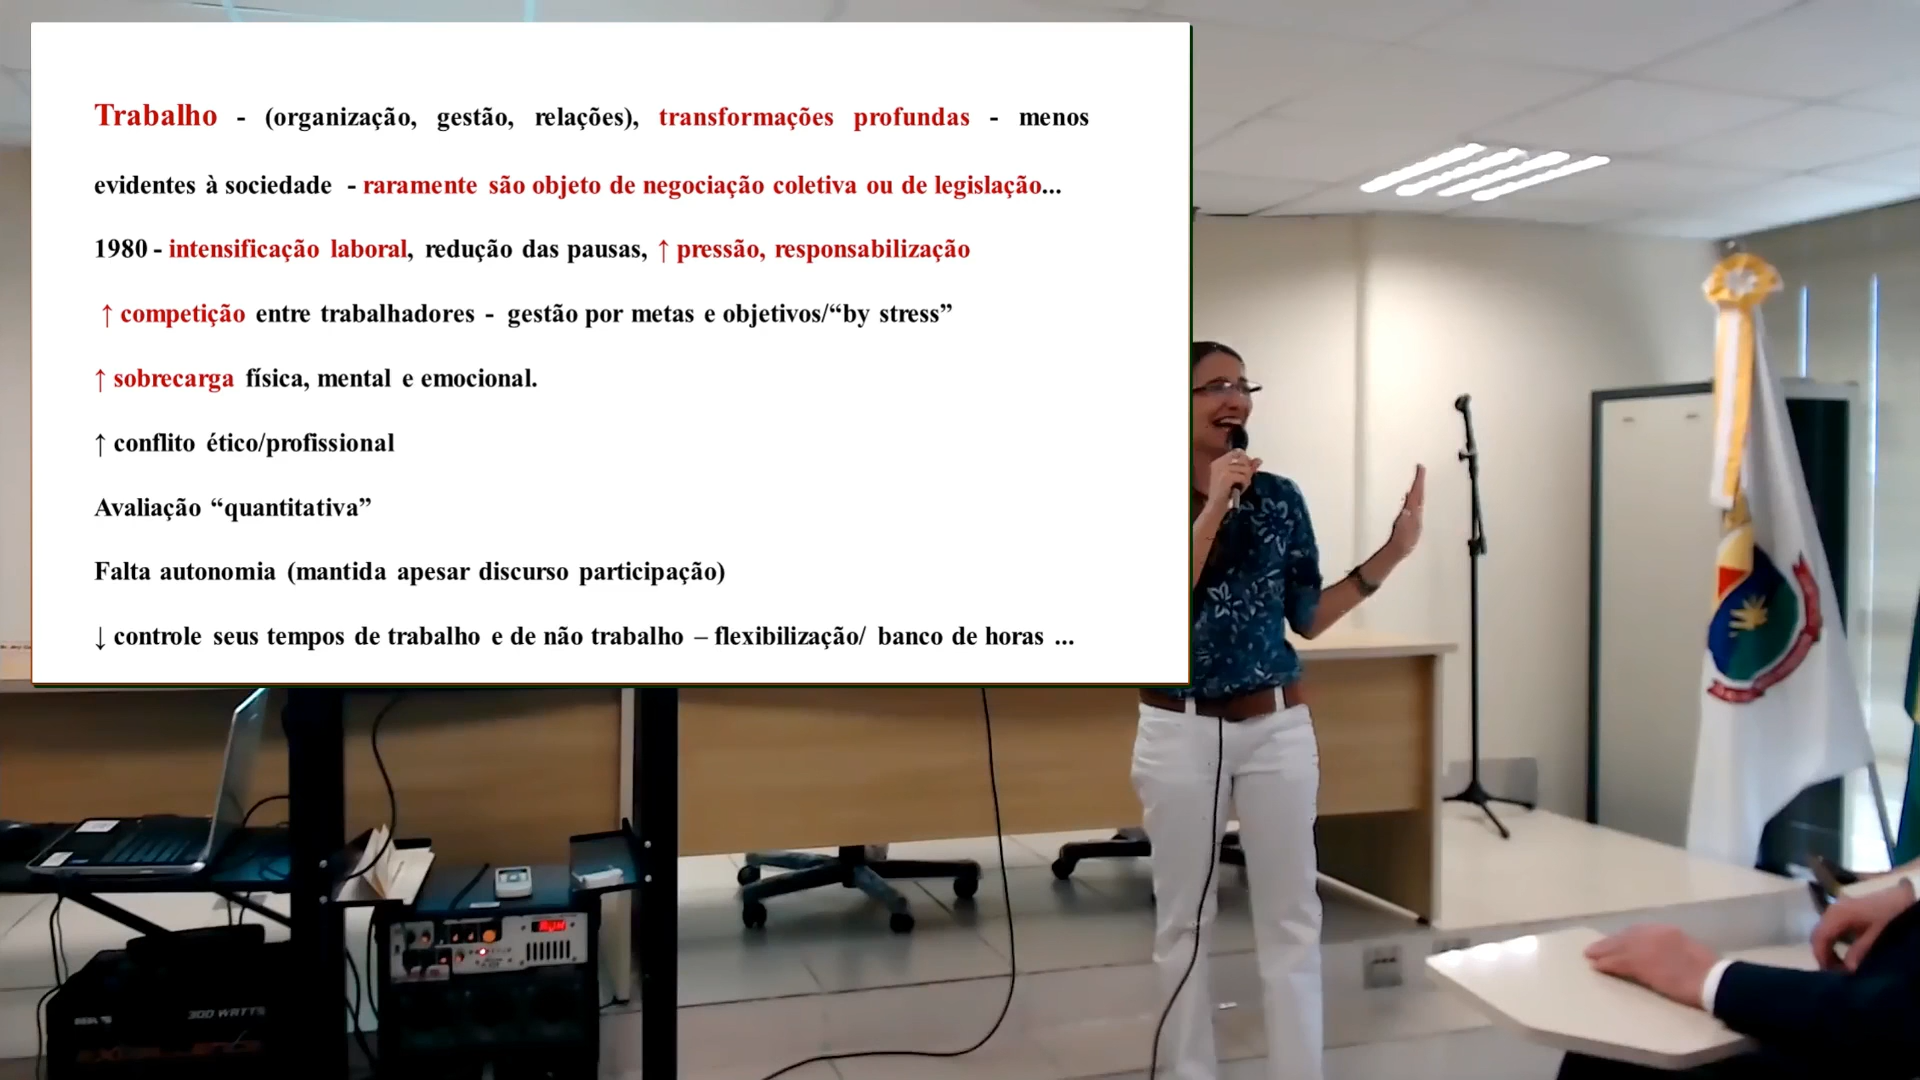 Trabalho - (organização, gestão, relações), transformações profundas - menos
evidentes à sociedade - raramente são objeto de negociação coletiva ou de legislação...
1980 - intensificação laboral, redução das pausas, ↑ pressão, responsabilização
↑ competição entre trabalhadores - gestão por metas e objetivos/“by stress”
↑ sobrecarga física, mental e emocional.
↑ conflito ético/profissional
Avaliação “quantitativa”
Falta autonomia (mantida apesar discurso participação)
↓ controle seus tempos de trabalho e de não trabalho – flexibilização/ banco de horas ...
300 WATTS